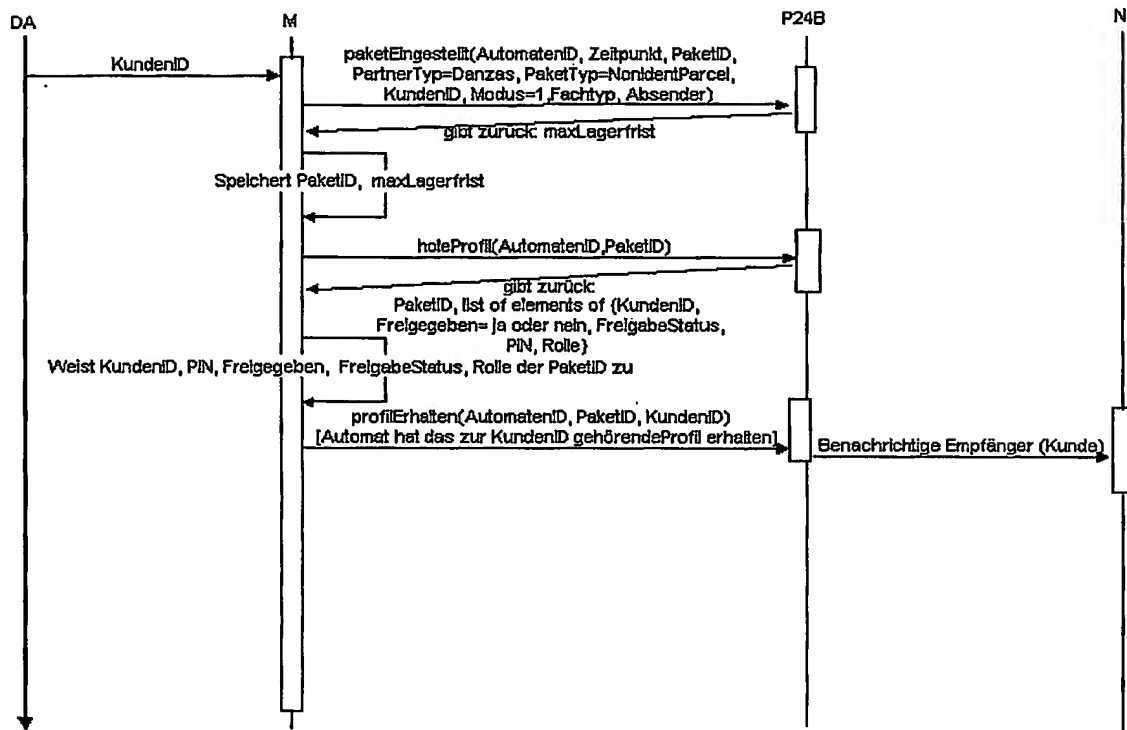 DA
M
P24B
N
KundenID
paketEingestellt(AutomatenID, Zeitpunkt, PaketID,
PartnerTyp=Danzas, PaketTyp=NonIdentParcel,
KundenID, Modus=1,Fachtyp, Absender)
gibt zurück: maxLagerfrist
Speichert PaketID, maxLagerfrist
holeProfil(AutomatenID,PaketID)
gibt zurück:
PaketID, list of elements of {KundenID,
Freigegeben= ja oder nein, FreigabeStatus,
PIN, Rolle}
Weist KundenID, PIN, Freigegeben, FreigabeStatus, Rolle der PaketID zu
profilErhalten(AutomatenID, PaketID, KundenID)
[Automat hat das zur KundenID gehörendeProfil erhalten]
Benachrichtige Empfänger (Kunde)